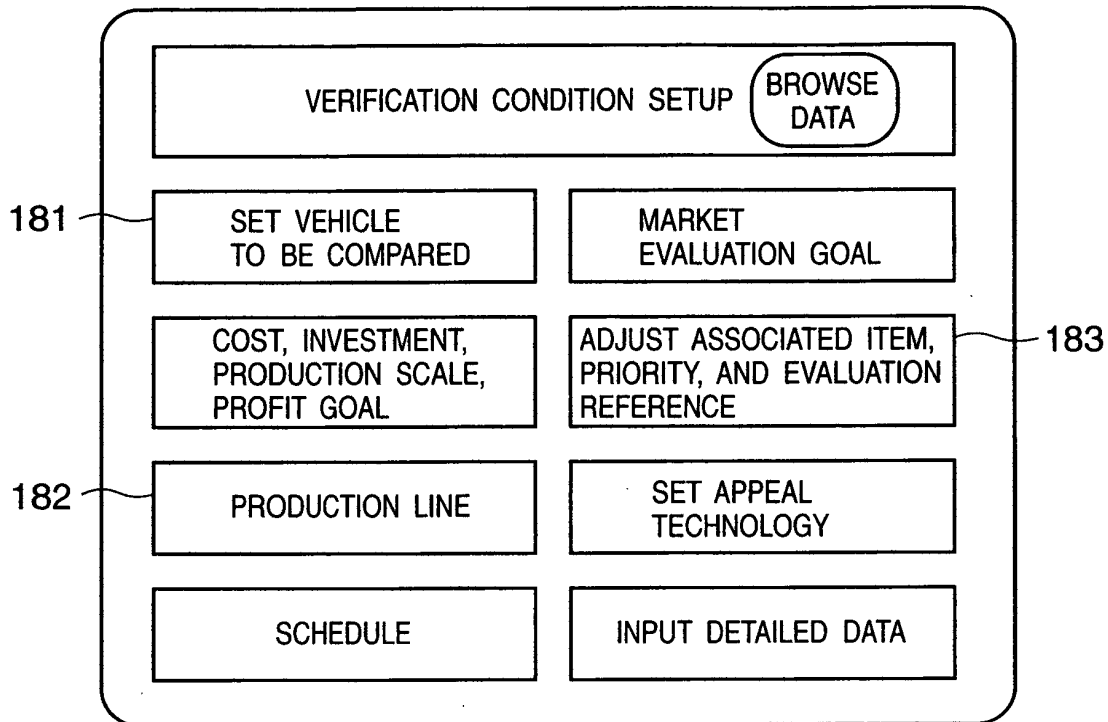 VERIFICATION CONDITION SETUP
BROWSE
DATA
181
SET VEHICLE
TO BE COMPARED
MARKET
EVALUATION GOAL
COST, INVESTMENT,
PRODUCTION SCALE,
PROFIT GOAL
ADJUST ASSOCIATED ITEM,
PRIORITY, AND EVALUATION
REFERENCE
183
182
PRODUCTION LINE
SET APPEAL
TECHNOLOGY
SCHEDULE
INPUT DETAILED DATA